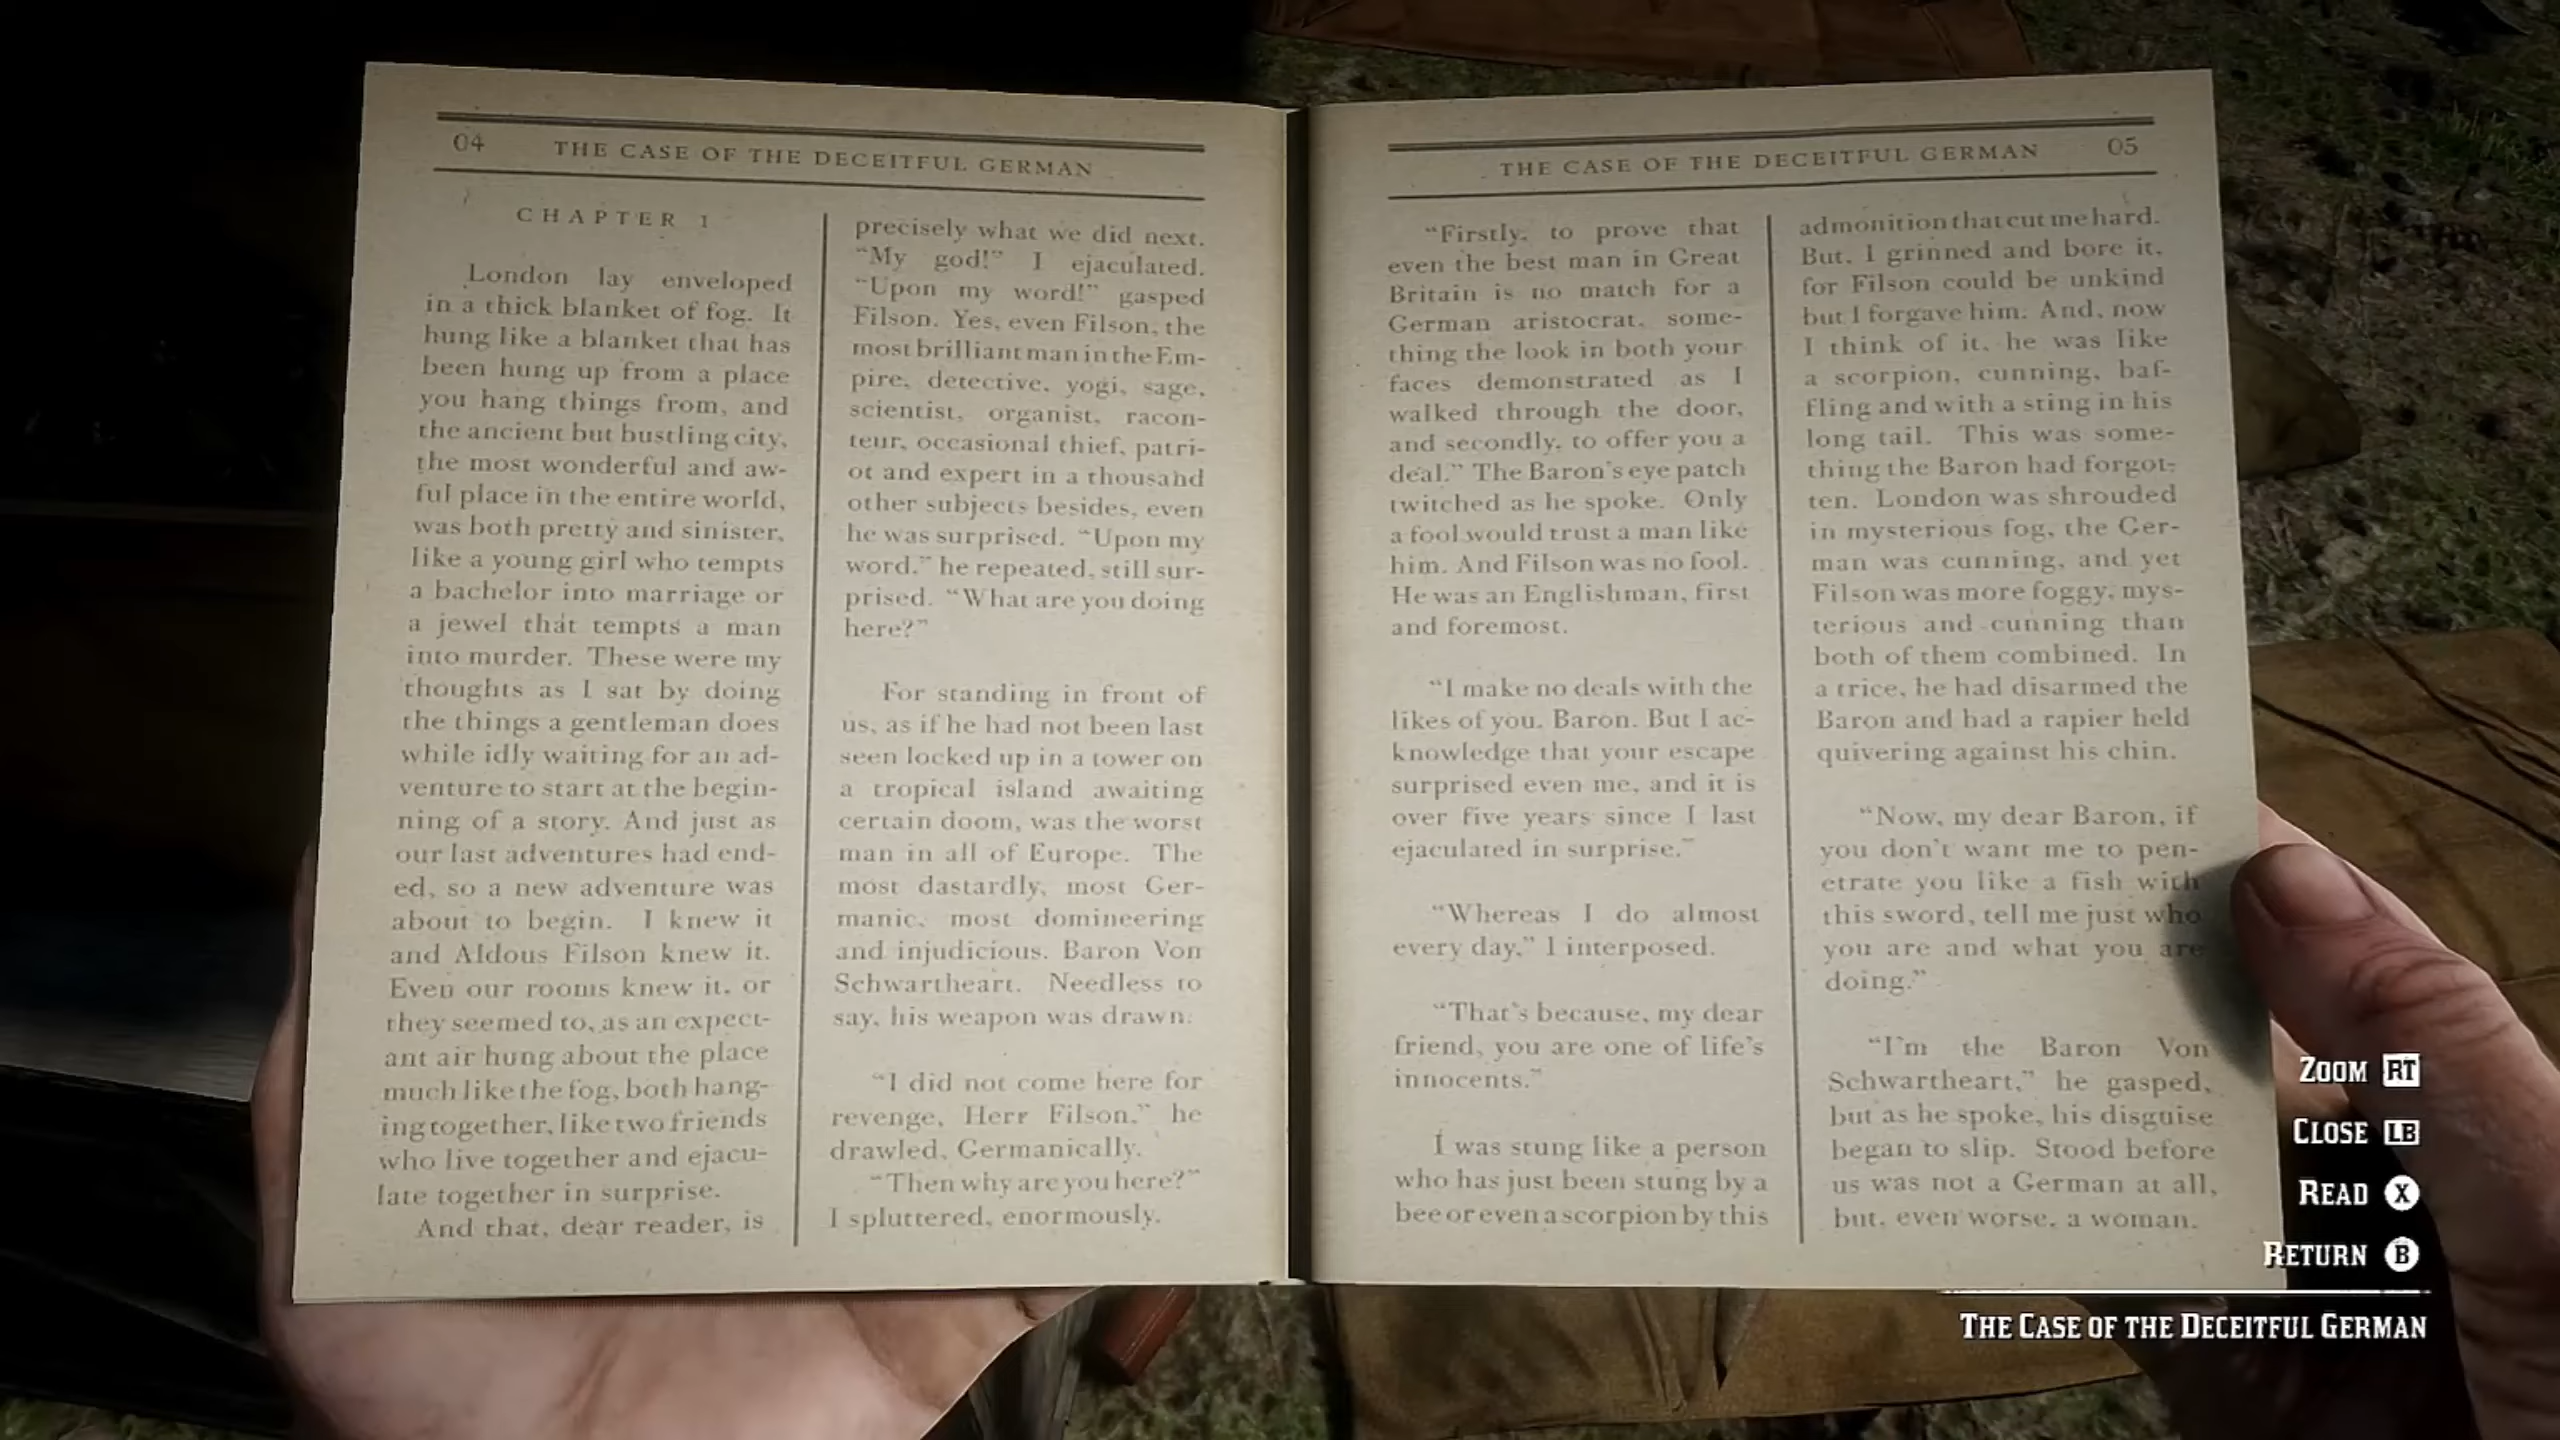 04
THE CASE OF THE DECEITFUL GERMAN
CHAPTER 1
London lay enveloped
in a thick blanket of fog. It
hung like a blanket that has
been hung up from a place
you hang things from, and
the ancient but bustling city,
the most wonderful and aw-
ful place in the entire world,
was both pretty and sinister,
like a young girl who tempts
a bachelor into marriage or
a jewel that tempts a man
into murder. These were my
thoughts as I sat by doing
the things a gentleman does
while idly waiting for an ad-
venture to start at the begin-
ning of a story. And just as
our last adventures had end-
ed, so a new adventure was
about to begin. I knew it
and Aldous Filson knew it.
Even our rooms knew it, or
they seemed to, as an expect-
ant air hung about the place
much like the fog, both hang-
ing together, like two friends
who live together and ejacu-
late together in surprise.
And that, dear reader, is
precisely what we did next.
"My god!" I ejaculated.
"Upon my word!" gasped
Filson. Yes, even Filson, the
most brilliant man in the Em-
pire, detective, yogi, sage,
scientist, organist, racon-
teur, occasional thief, patri-
ot and expert in a thousand
other subjects besides, even
he was surprised. "Upon my
word," he repeated, still sur-
prised. "What are you doing
here?"
For standing in front of
us, as if he had not been last
seen locked up in a tower on
a tropical island awaiting
certain doom, was the worst
man in all of Europe. The
most dastardly, most Ger-
manic, most domineering
and injudicious. Baron Von
Schwartheart. Needless to
say, his weapon was drawn.
"I did not come here for
revenge, Herr Filson," he
drawled, Germanically.
"Then why are you here?"
I spluttered, enormously.
THE CASE OF THE DECEITFUL GERMAN
05
"Firstly, to prove that
even the best man in Great
Britain is no match for a
German aristocrat, some-
thing the look in both your
faces demonstrated as I
walked through the door,
and secondly, to offer you a
deal." The Baron's eye patch
twitched as he spoke. Only
a fool would trust a man like
him. And Filson was no fool.
He was an Englishman, first
and foremost.
"I make no deals with the
likes of you, Baron. But I ac-
knowledge that your escape
surprised even me, and it is
over five years since I last
ejaculated in surprise."
"Whereas I do almost
every day," I interposed.
"That's because, my dear
friend, you are one of life's
innocents."
I was stung like a person
who has just been stung by a
bee or even a scorpion by this
admonition that cut me hard.
But, I grinned and bore it,
for Filson could be unkind
but I forgave him. And, now
I think of it, he was like
a scorpion, cunning, baf-
fling and with a sting in his
long tail. This was some-
thing the Baron had forgot-
ten. London was shrouded
in mysterious fog, the Ger-
man was cunning, and yet
Filson was more foggy, mys-
terious and cunning than
both of them combined. In
a trice, he had disarmed the
Baron and had a rapier held
quivering against his chin.
"Now, my dear Baron, if
you don't want me to pen-
etrate you like a fish with
this sword, tell me just who
you are and what you are
doing."
"I'm the Baron Von
Schwartheart," he gasped,
but as he spoke, his disguise
began to slip. Stood before
us was not a German at all,
but, even worse, a woman.
ZOOM RT
CLOSE LB
READ X
RETURN B
THE CASE OF THE DECEITFUL GERMAN